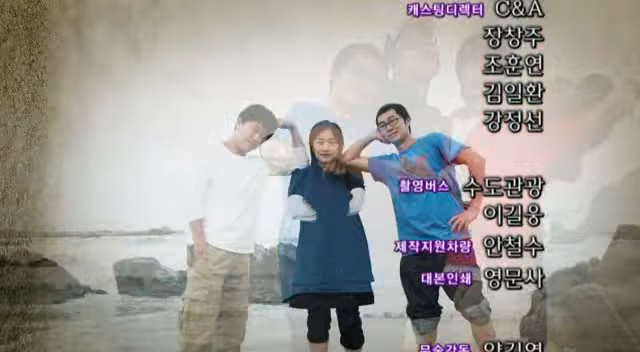 캐스팅디렉터 C&A
장창주
조훈연
김일환
강정선
촬영버스 수도관광
이길웅
제작지원차량 안철수
대본인쇄 영문사